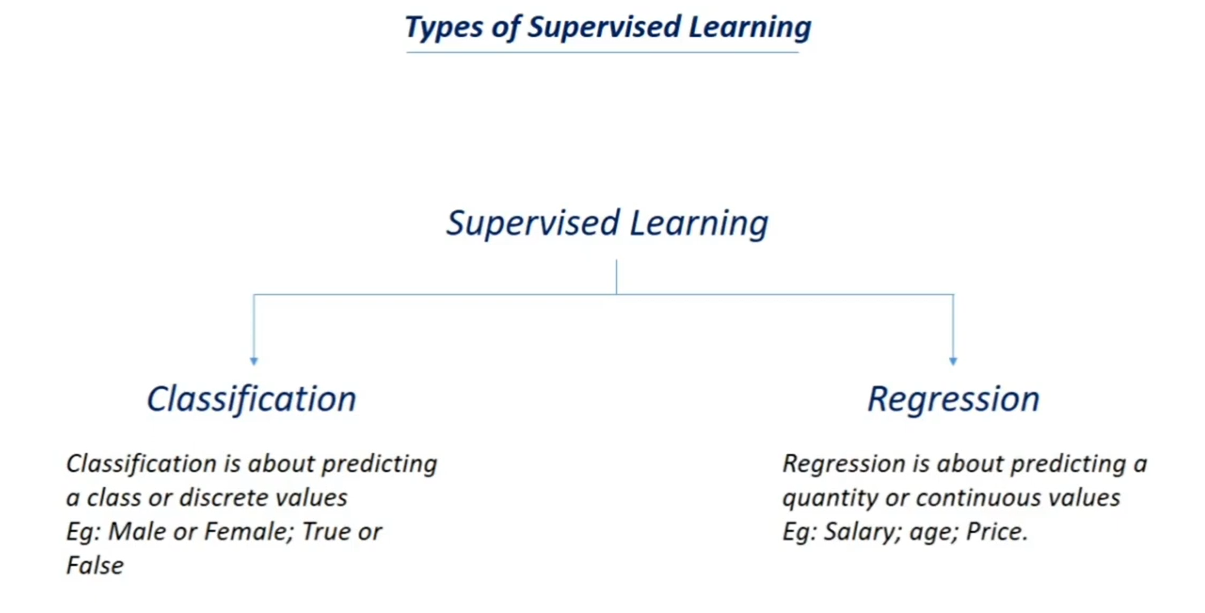 Types of Supervised Learning
Supervised Learning
Classification
Classification is about predicting
a class or discrete values
Eg: Male or Female; True or
False
Regression
Regression is about predicting a
quantity or continuous values
Eg: Salary; age; Price.